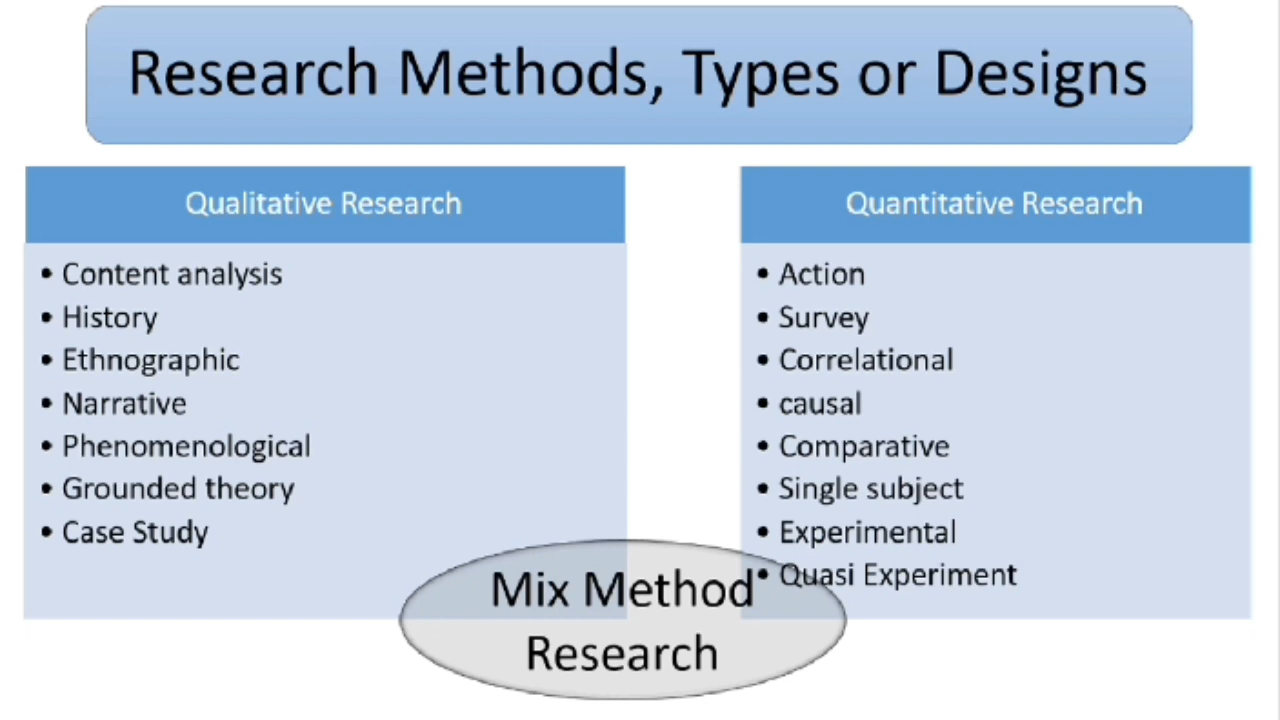 Research Methods, Types or Designs
Qualitative Research
• Content analysis
• History
• Ethnographic
• Narrative
• Phenomenological
• Grounded theory
• Case Study
Quantitative Research
• Action
• Survey
• Correlational
• causal
• Comparative
• Single subject
• Experimental
• Quasi Experiment
Mix Method
Research